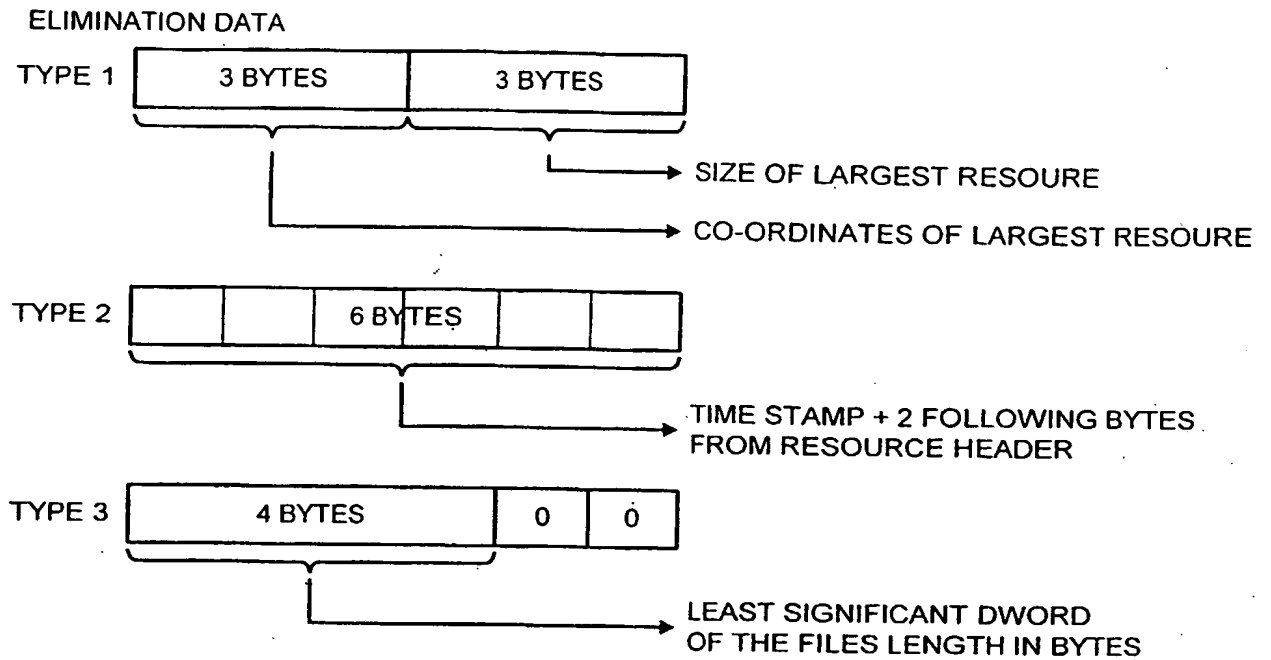 ELIMINATION DATA
TYPE 1
3 BYTES
3 BYTES
SIZE OF LARGEST RESOURE
CO-ORDINATES OF LARGEST RESOURE
TYPE 2
6 BYTES
TIME STAMP + 2 FOLLOWING BYTES
FROM RESOURCE HEADER
TYPE 3
4 BYTES
0
0
LEAST SIGNIFICANT DWORD
OF THE FILES LENGTH IN BYTES